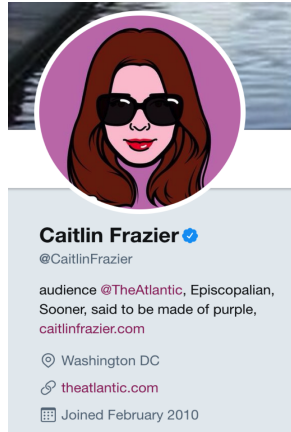 Caitlin Frazier
@CaitlinFrazier
audience @TheAtlantic, Episcopalian,
Sooner, said to be made of purple,
caitlinfrazier.com
Washington DC
theatlantic.com
Joined February 2010